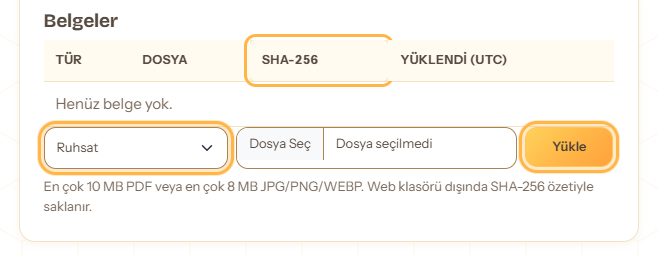 Belgeler
TÜR DOSYA SHA-256 YÜKLENDİ (UTC)
Henüz belge yok.
Ruhsat Dosya Seç Dosya seçilmedi Yükle
En çok 10 MB PDF veya en çok 8 MB JPG/PNG/WEBP. Web klasörü dışında SHA-256 özetiyle
saklanır.